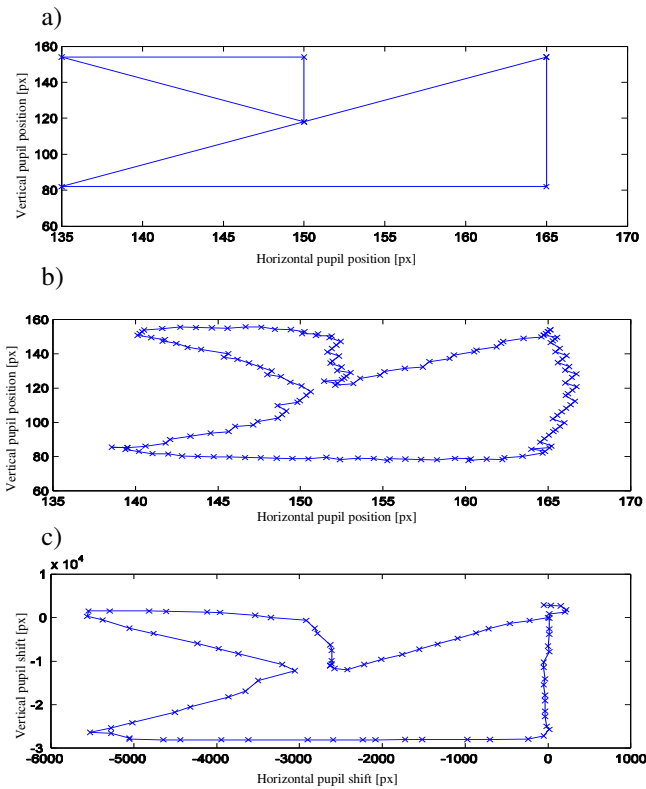 a)
160
140
120
100
80
60
Vertical pupil position [px]
135 140 145 150 155 160 165 170
Horizontal pupil position [px]
b)
160
140
120
100
80
60
Vertical pupil position [px]
135 140 145 150 155 160 165 170
Horizontal pupil position [px]
c)
x 10^4
1
0
-1
-2
-3
Vertical pupil shift [px]
-6000 -5000 -4000 -3000 -2000 -1000 0 1000
Horizontal pupil shift [px]